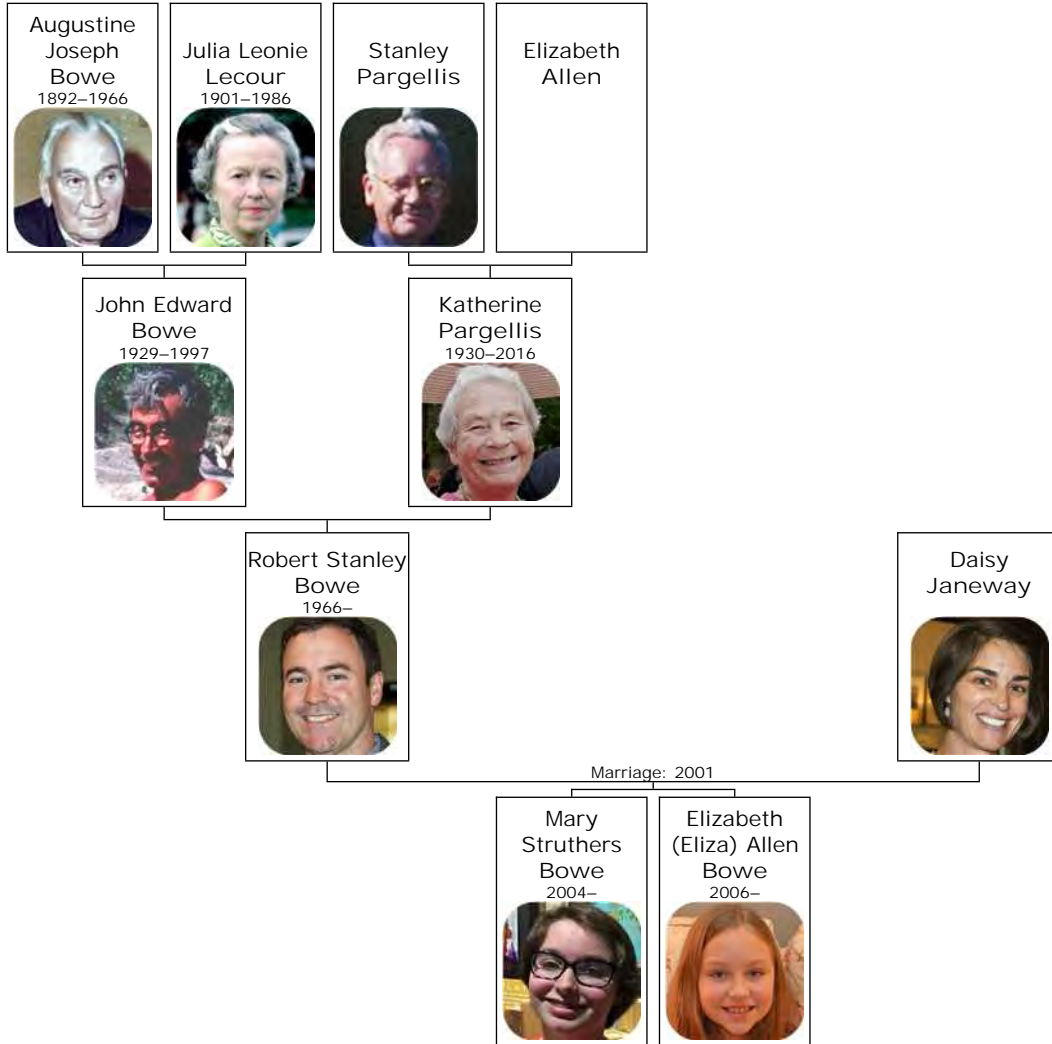 Augustine
Joseph
Bowe
1892–1966
Julia Leonie
Lecour
1901–1986
Stanley
Pargellis
Elizabeth
Allen
John Edward
Bowe
1929–1997
Katherine
Pargellis
1930–2016
Robert Stanley
Bowe
1966–
Daisy
Janeway
Marriage: 2001
Mary
Struthers
Bowe
2004–
Elizabeth
(Eliza) Allen
Bowe
2006–